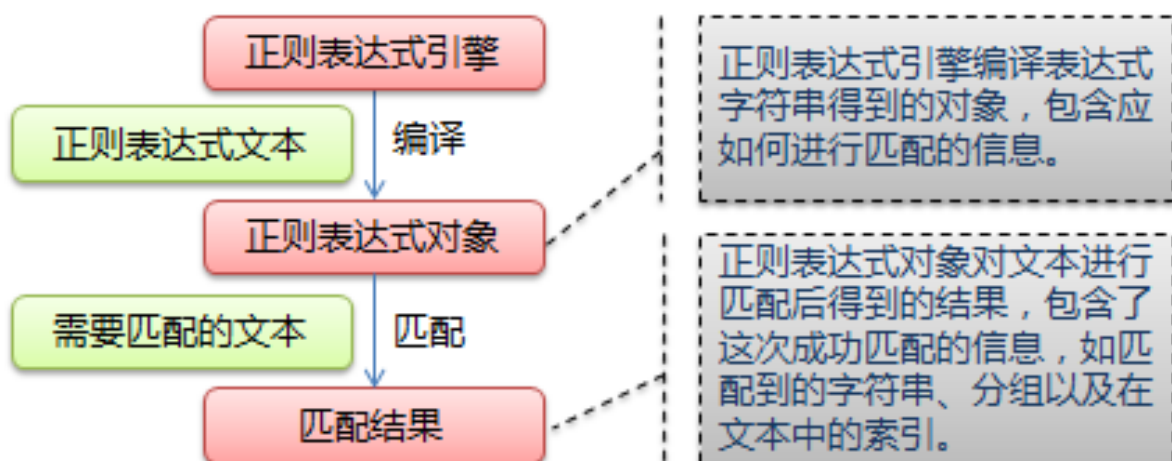 正则表达式引擎
正则表达式文本
编译
正则表达式对象
需要匹配的文本
匹配
匹配结果
正则表达式引擎编译表达式
字符串得到的对象，包含应
如何进行匹配的信息。
正则表达式对象对文本进行
匹配后得到的结果，包含了
这次成功匹配的信息，如匹
配到的字符串、分组以及在
文本中的索引。